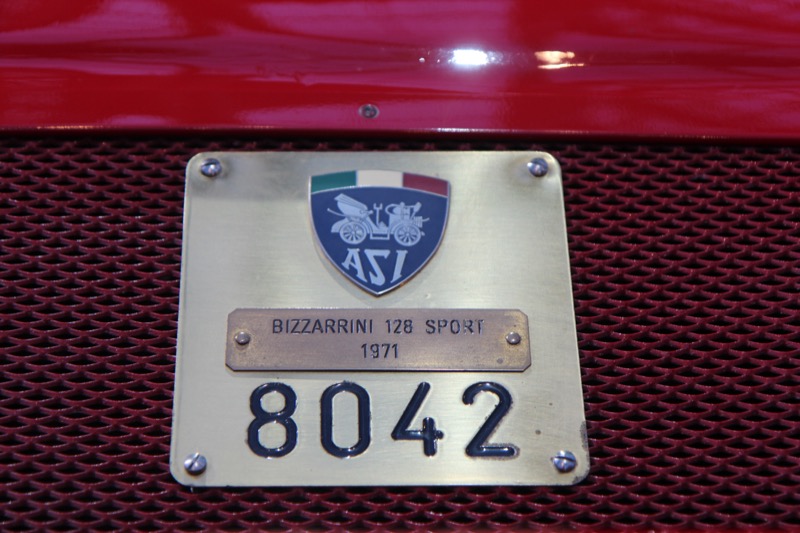 ASI
BIZZARRINI 128 SPORT
1971
8042